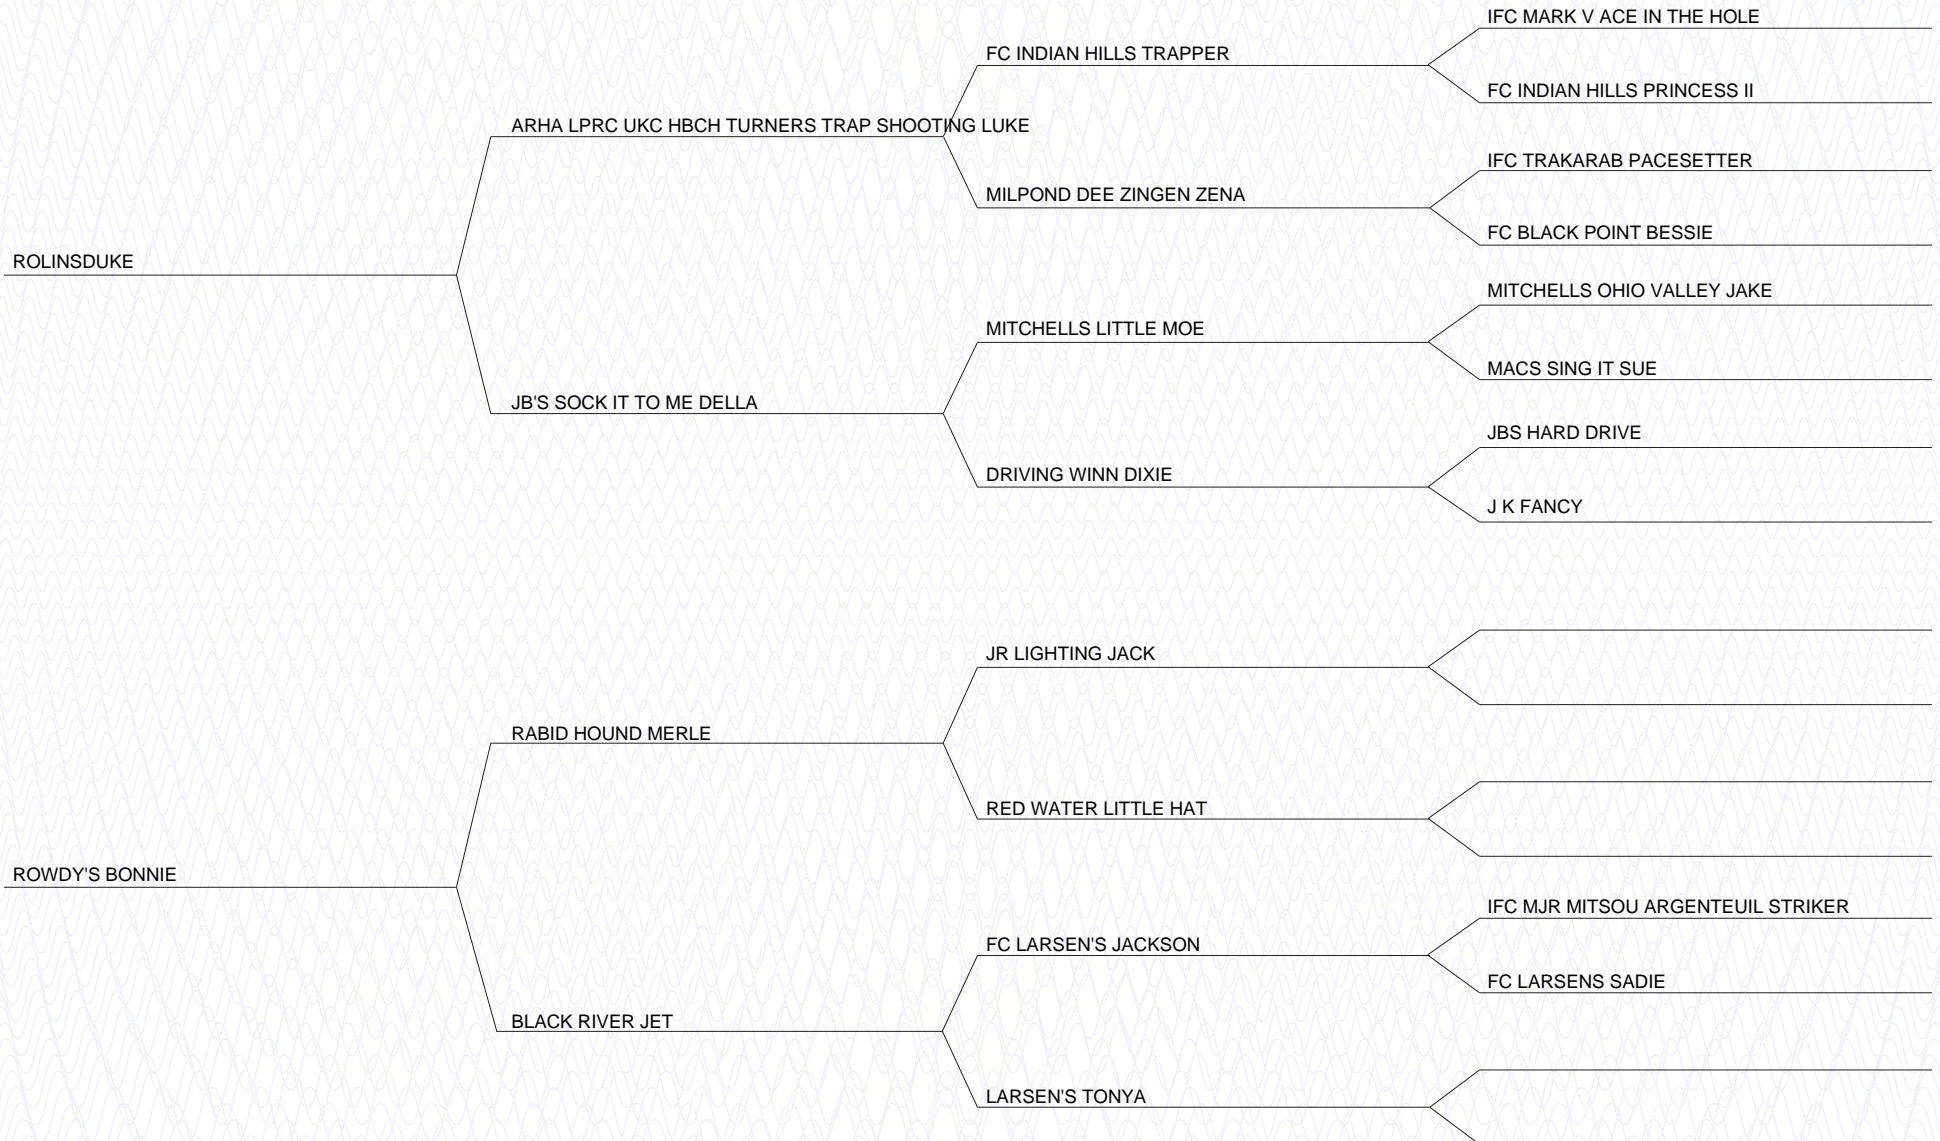 IFC MARK V ACE IN THE HOLE
FC INDIAN HILLS TRAPPER
FC INDIAN HILLS PRINCESS II
ARHA LPRC UKC HBCH TURNERS TRAP SHOOTING LUKE
IFC TRAKARAB PACESETTER
MILPOND DEE ZINGEN ZENA
FC BLACK POINT BESSIE
ROLINSDUKE
MITCHELLS OHIO VALLEY JAKE
MITCHELLS LITTLE MOE
MACS SING IT SUE
JB'S SOCK IT TO ME DELLA
JBS HARD DRIVE
DRIVING WINN DIXIE
J K FANCY
JR LIGHTING JACK
RABID HOUND MERLE
RED WATER LITTLE HAT
ROWDY'S BONNIE
IFC MJR MITSOU ARGENTEUIL STRIKER
FC LARSEN'S JACKSON
FC LARSENS SADIE
BLACK RIVER JET
LARSEN'S TONYA